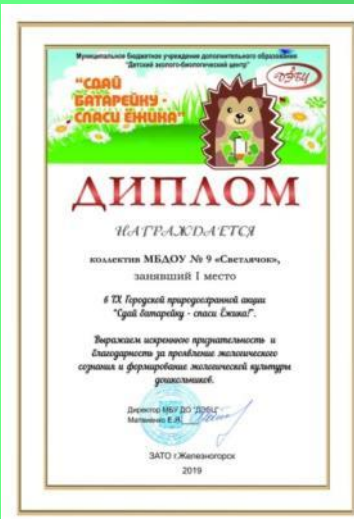 Муниципальное бюджетное учреждение дополнительного образования
"Детский эколого-биологический центр"
ДЭБЦ
"СДАЙ
БАТАРЕЙКУ -
СПАСИ ЁЖИКА"
ДИПЛОМ
НАГРАЖДАЕТСЯ
коллектив МБДОУ № 9 «Светлячок»,
занявший I место
в IX Городской природоохранной акции
"Сдай батарейку - спаси Ёжика!".
Выражаем искреннюю признательность и
благодарность за проявление экологического
сознания и формирование экологической культуры
дошкольников.
Директор МБУ ДО "ДЭБЦ"
Матвиенко Е.В.
ЗАТО г.Железногорск
2019